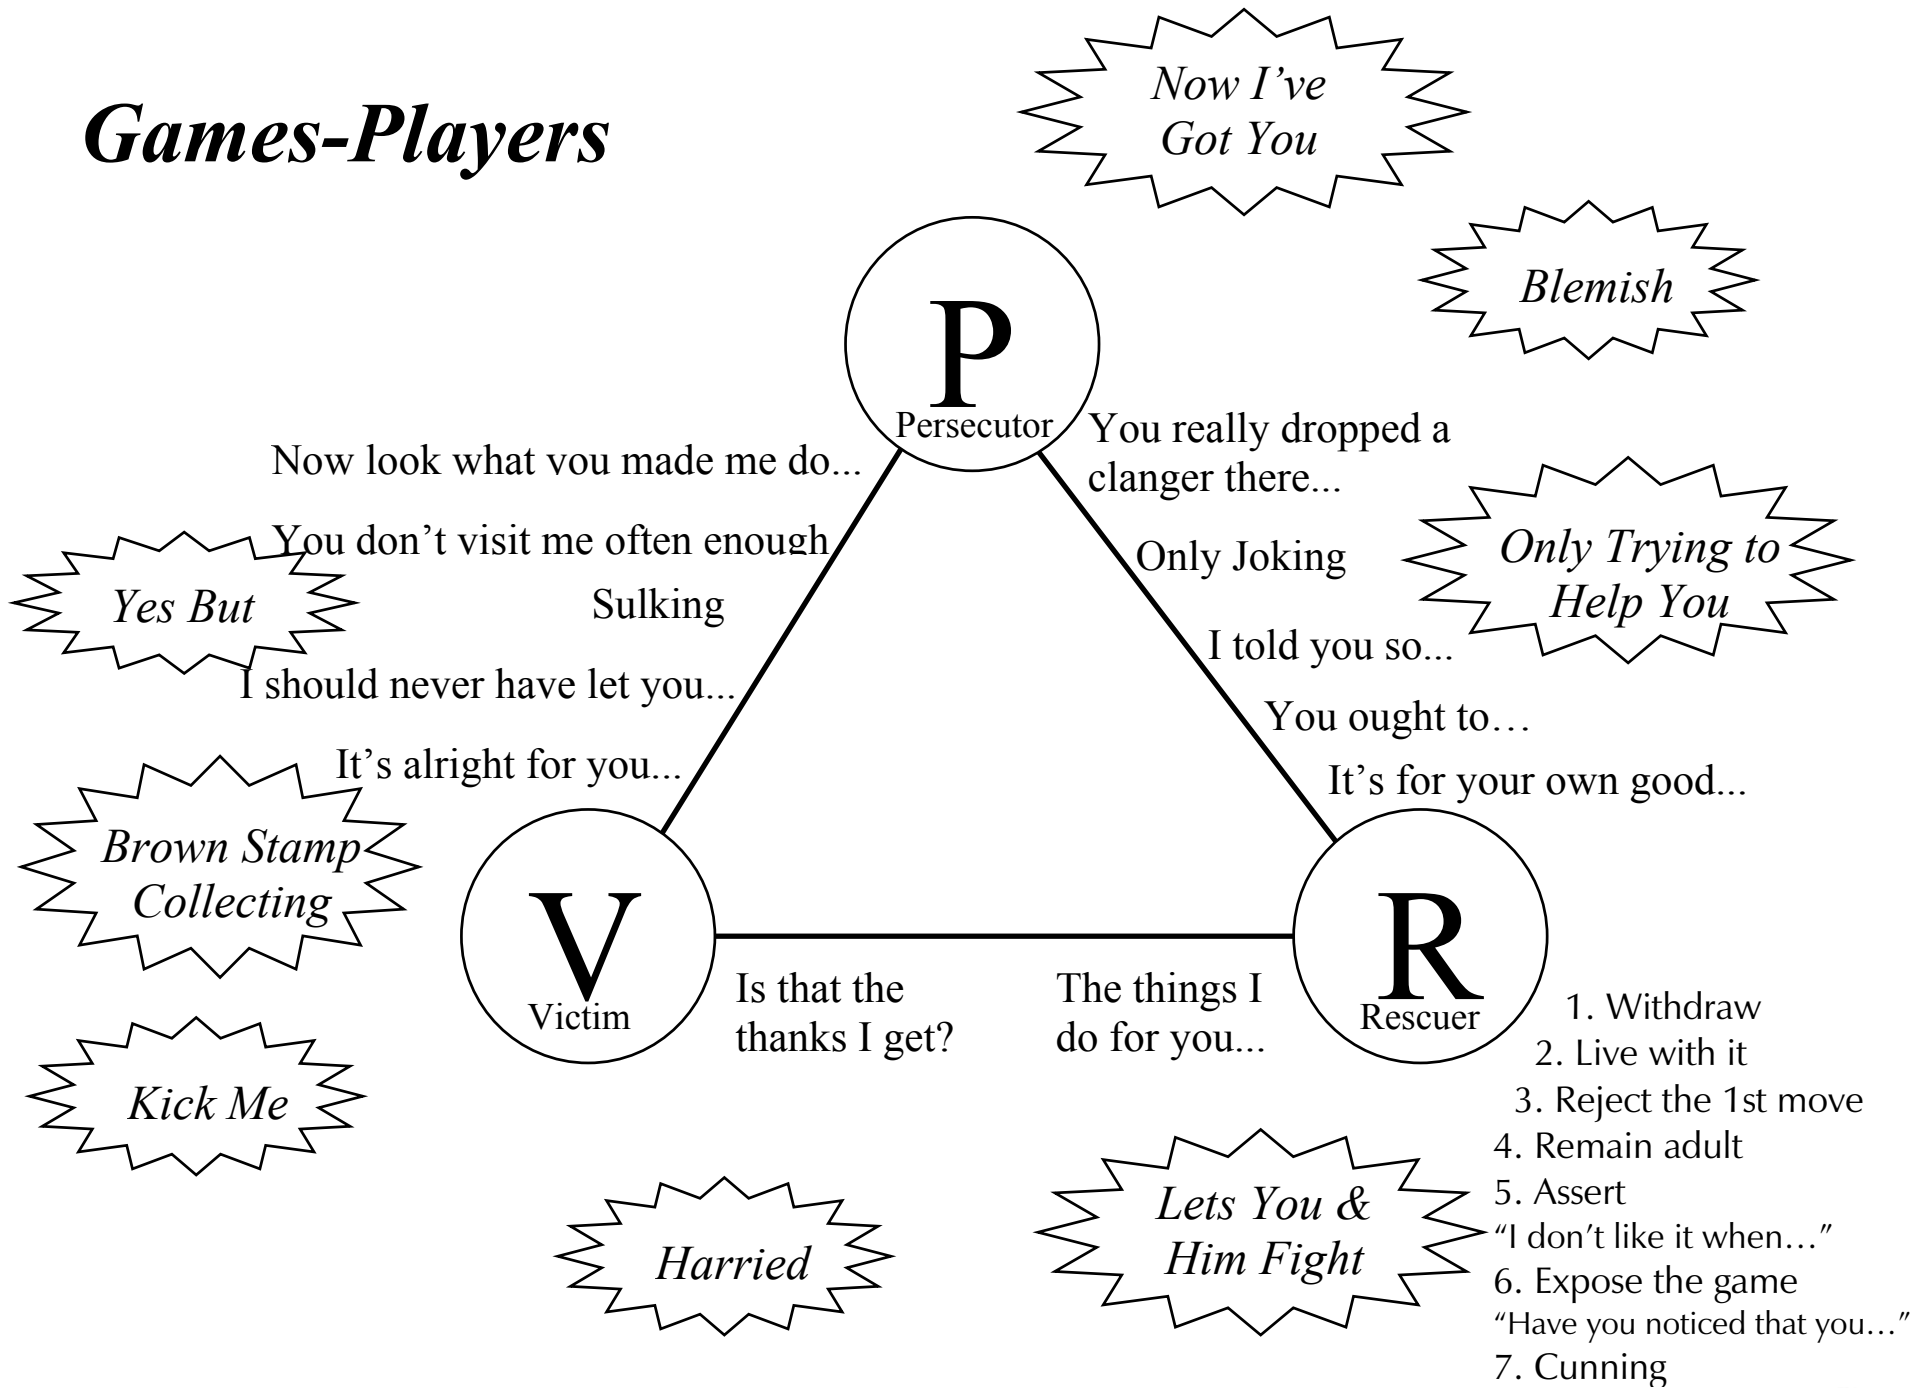 Games-Players
Now I’ve
Got You
Blemish
P
Persecutor
Now look what you made me do...
You really dropped a
clanger there...
You don’t visit me often enough
Only Joking
Only Trying to
Help You
Yes But
Sulking
I told you so...
I should never have let you...
You ought to…
It’s alright for you...
It’s for your own good...
Brown Stamp
Collecting
V
Victim
R
Rescuer
Is that the
thanks I get?
The things I
do for you...
Kick Me
Harried
Lets You &
Him Fight
1. Withdraw
2. Live with it
3. Reject the 1st move
4. Remain adult
5. Assert
“I don’t like it when…”
6. Expose the game
“Have you noticed that you…”
7. Cunning